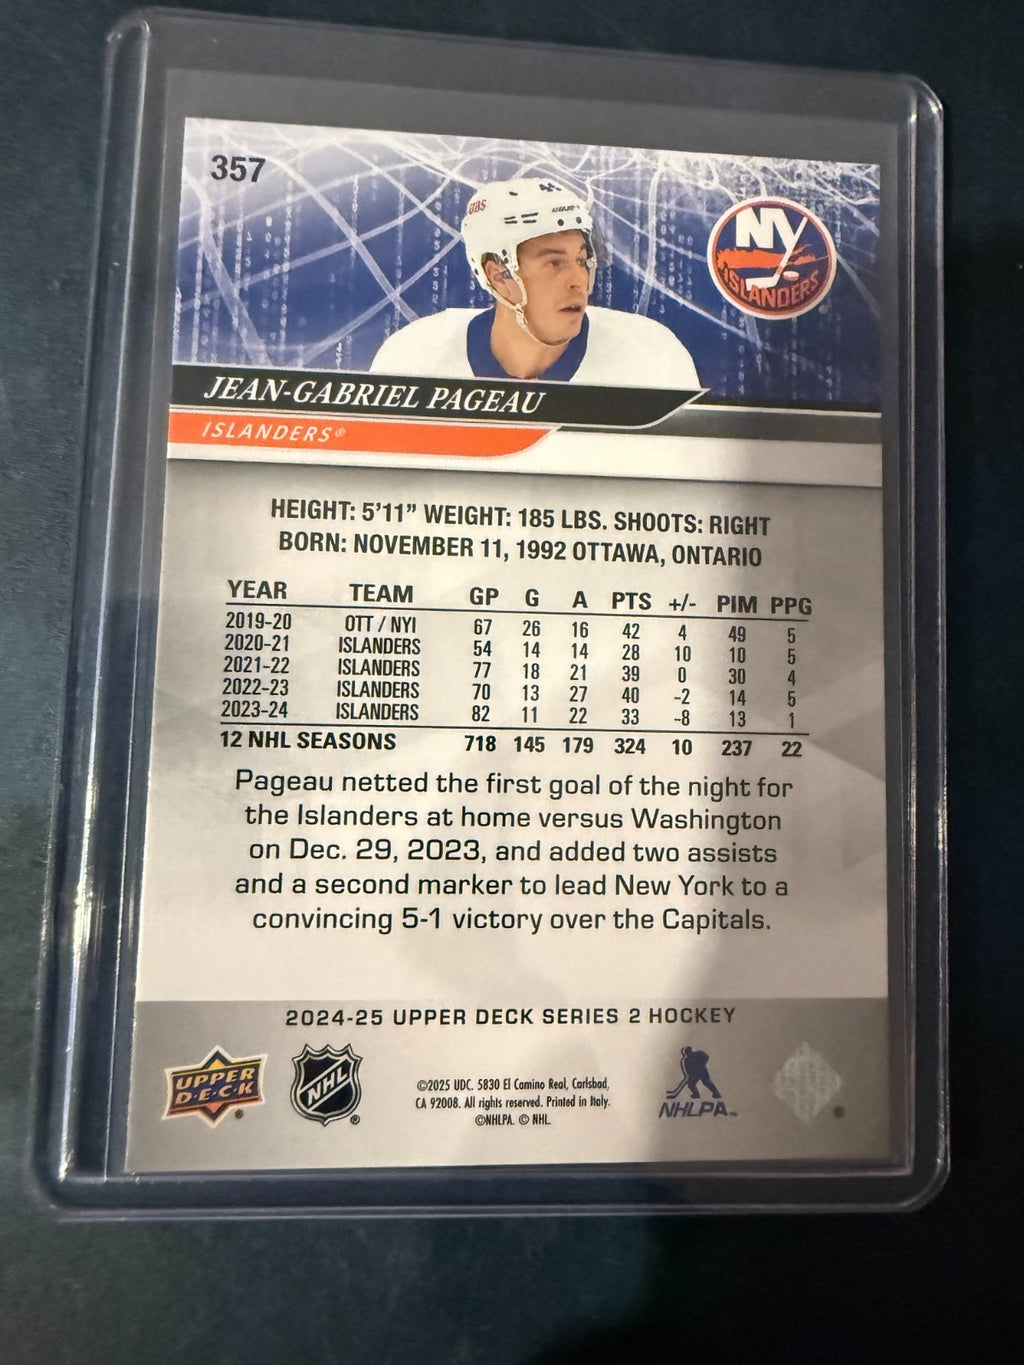 357
44
UBS
BAUER
NY
ISLANDERS
JEAN-GABRIEL PAGEAU
ISLANDERS®
HEIGHT: 5'11" WEIGHT: 185 LBS. SHOOTS: RIGHT
BORN: NOVEMBER 11, 1992 OTTAWA, ONTARIO
YEAR TEAM GP G A PTS +/- PIM PPG
2019-20 OTT / NYI 67 26 16 42 4 49 5
2020-21 ISLANDERS 54 14 14 28 10 10 5
2021-22 ISLANDERS 77 18 21 39 0 30 4
2022-23 ISLANDERS 70 13 27 40 -2 14 5
2023-24 ISLANDERS 82 11 22 33 -8 13 1
12 NHL SEASONS 718 145 179 324 10 237 22
Pageau netted the first goal of the night for
the Islanders at home versus Washington
on Dec. 29, 2023, and added two assists
and a second marker to lead New York to a
convincing 5-1 victory over the Capitals.
2024-25 UPPER DECK SERIES 2 HOCKEY
UPPER
D·E·C·K ®
NHL ®
©2025 UDC. 5830 El Camino Real, Carlsbad,
CA 92008. All rights reserved. Printed in Italy.
©NHLPA. © NHL.
NHLPA™